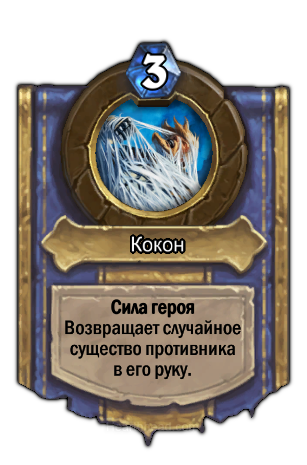 3
Кокон
Сила героя
Возвращает случайное
существо противника
в его руку.